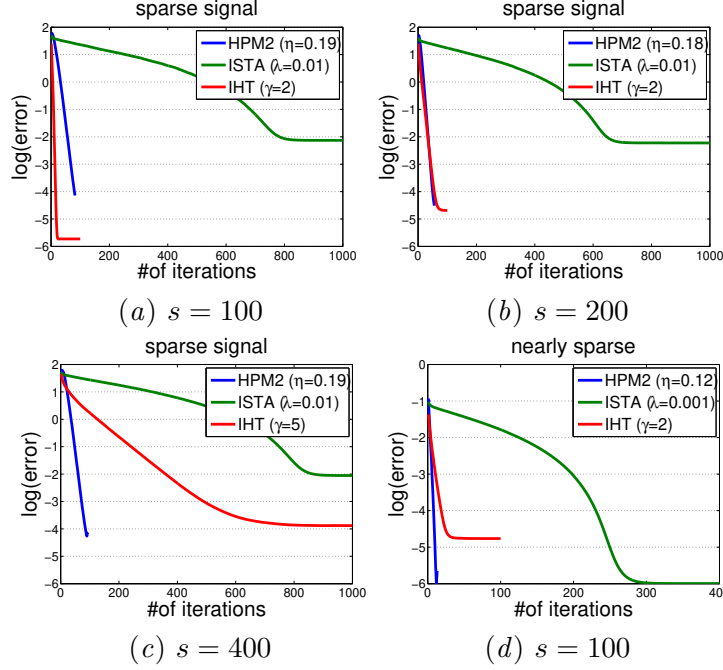 sparse signal
2
1
0
−1
−2
−3
−4
−5
−6
log(error)
HPM2 (η=0.19)
ISTA (λ=0.01)
IHT (γ=2)
0 200 400 600 800 1000
#of iterations
(a) s = 100
sparse signal
2
1
0
−1
−2
−3
−4
−5
−6
log(error)
HPM2 (η=0.18)
ISTA (λ=0.01)
IHT (γ=2)
0 200 400 600 800 1000
#of iterations
(b) s = 200
sparse signal
2
1
0
−1
−2
−3
−4
−5
−6
log(error)
HPM2 (η=0.19)
ISTA (λ=0.01)
IHT (γ=5)
0 200 400 600 800 1000
#of iterations
(c) s = 400
nearly sparse
0
−1
−2
−3
−4
−5
−6
log(error)
HPM2 (η=0.12)
ISTA (λ=0.001)
IHT (γ=2)
0 100 200 300 40
#of iterations
(d) s = 100